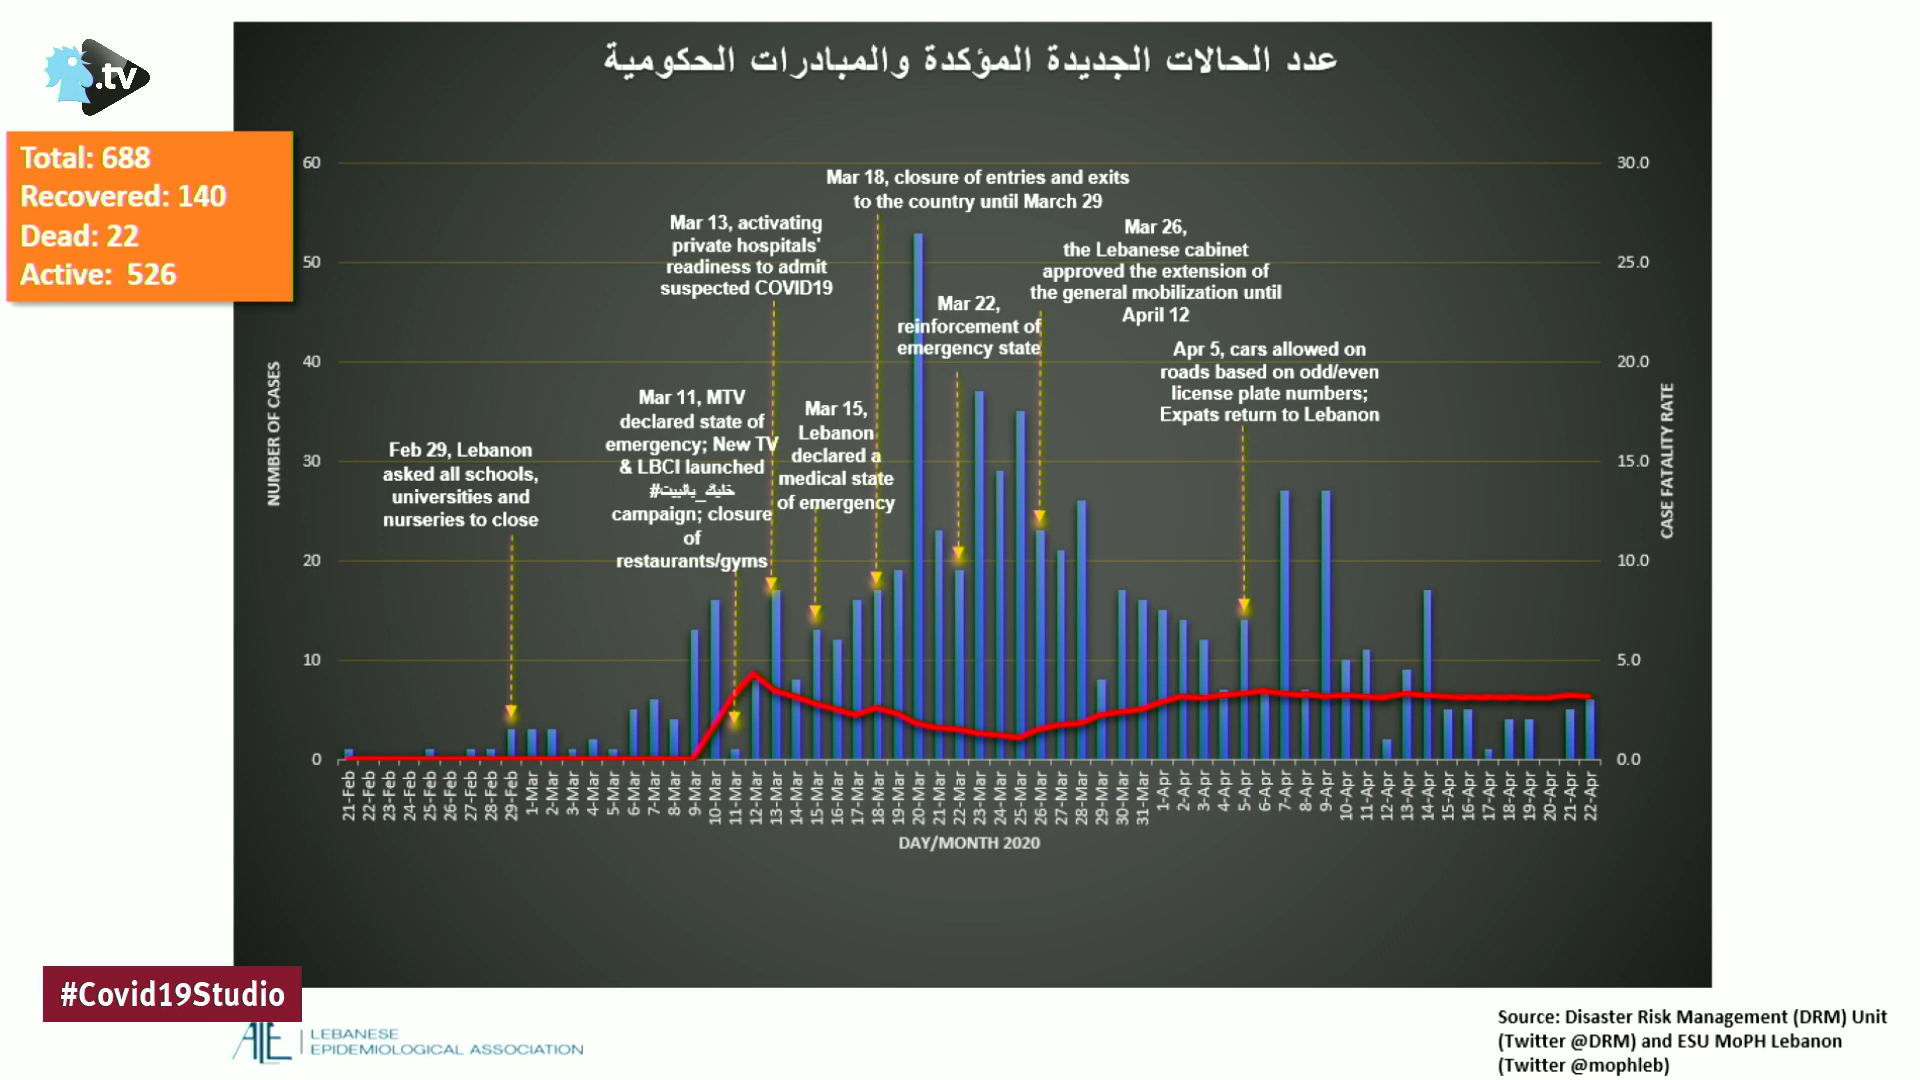 .tv
عدد الحالات الجديدة المؤكدة والمبادرات الحكومية
Total: 688
Recovered: 140
Dead: 22
Active: 526
60
50
40
30
20
10
0
NUMBER OF CASES
30.0
25.0
20.0
15.0
10.0
5.0
0.0
CASE FATALITY RATE
Feb 29, Lebanon
asked all schools,
universities and
nurseries to close
Mar 11, MTV
declared state of
emergency; New TV
& LBCI launched
#خليك_بالبيت
campaign; closure
of
restaurants/gyms
Mar 13, activating
private hospitals'
readiness to admit
suspected COVID19
Mar 15,
Lebanon
declared a
medical state
of emergency
Mar 18, closure of entries and exits
to the country until March 29
Mar 22,
reinforcement of
emergency state
Mar 26,
the Lebanese cabinet
approved the extension of
the general mobilization until
April 12
Apr 5, cars allowed on
roads based on odd/even
license plate numbers;
Expats return to Lebanon
21-Feb
22-Feb
23-Feb
24-Feb
25-Feb
26-Feb
27-Feb
28-Feb
29-Feb
1-Mar
2-Mar
3-Mar
4-Mar
5-Mar
6-Mar
7-Mar
8-Mar
9-Mar
10-Mar
11-Mar
12-Mar
13-Mar
14-Mar
15-Mar
16-Mar
17-Mar
18-Mar
19-Mar
20-Mar
21-Mar
22-Mar
23-Mar
24-Mar
25-Mar
26-Mar
27-Mar
28-Mar
29-Mar
30-Mar
31-Mar
1-Apr
2-Apr
3-Apr
4-Apr
5-Apr
6-Apr
7-Apr
8-Apr
9-Apr
10-Apr
11-Apr
12-Apr
13-Apr
14-Apr
15-Apr
16-Apr
17-Apr
18-Apr
19-Apr
20-Apr
21-Apr
22-Apr
DAY/MONTH 2020
#Covid19Studio
LEBANESE
EPIDEMIOLOGICAL ASSOCIATION
Source: Disaster Risk Management (DRM) Unit
(Twitter @DRM) and ESU MoPH Lebanon
(Twitter @mophleb)